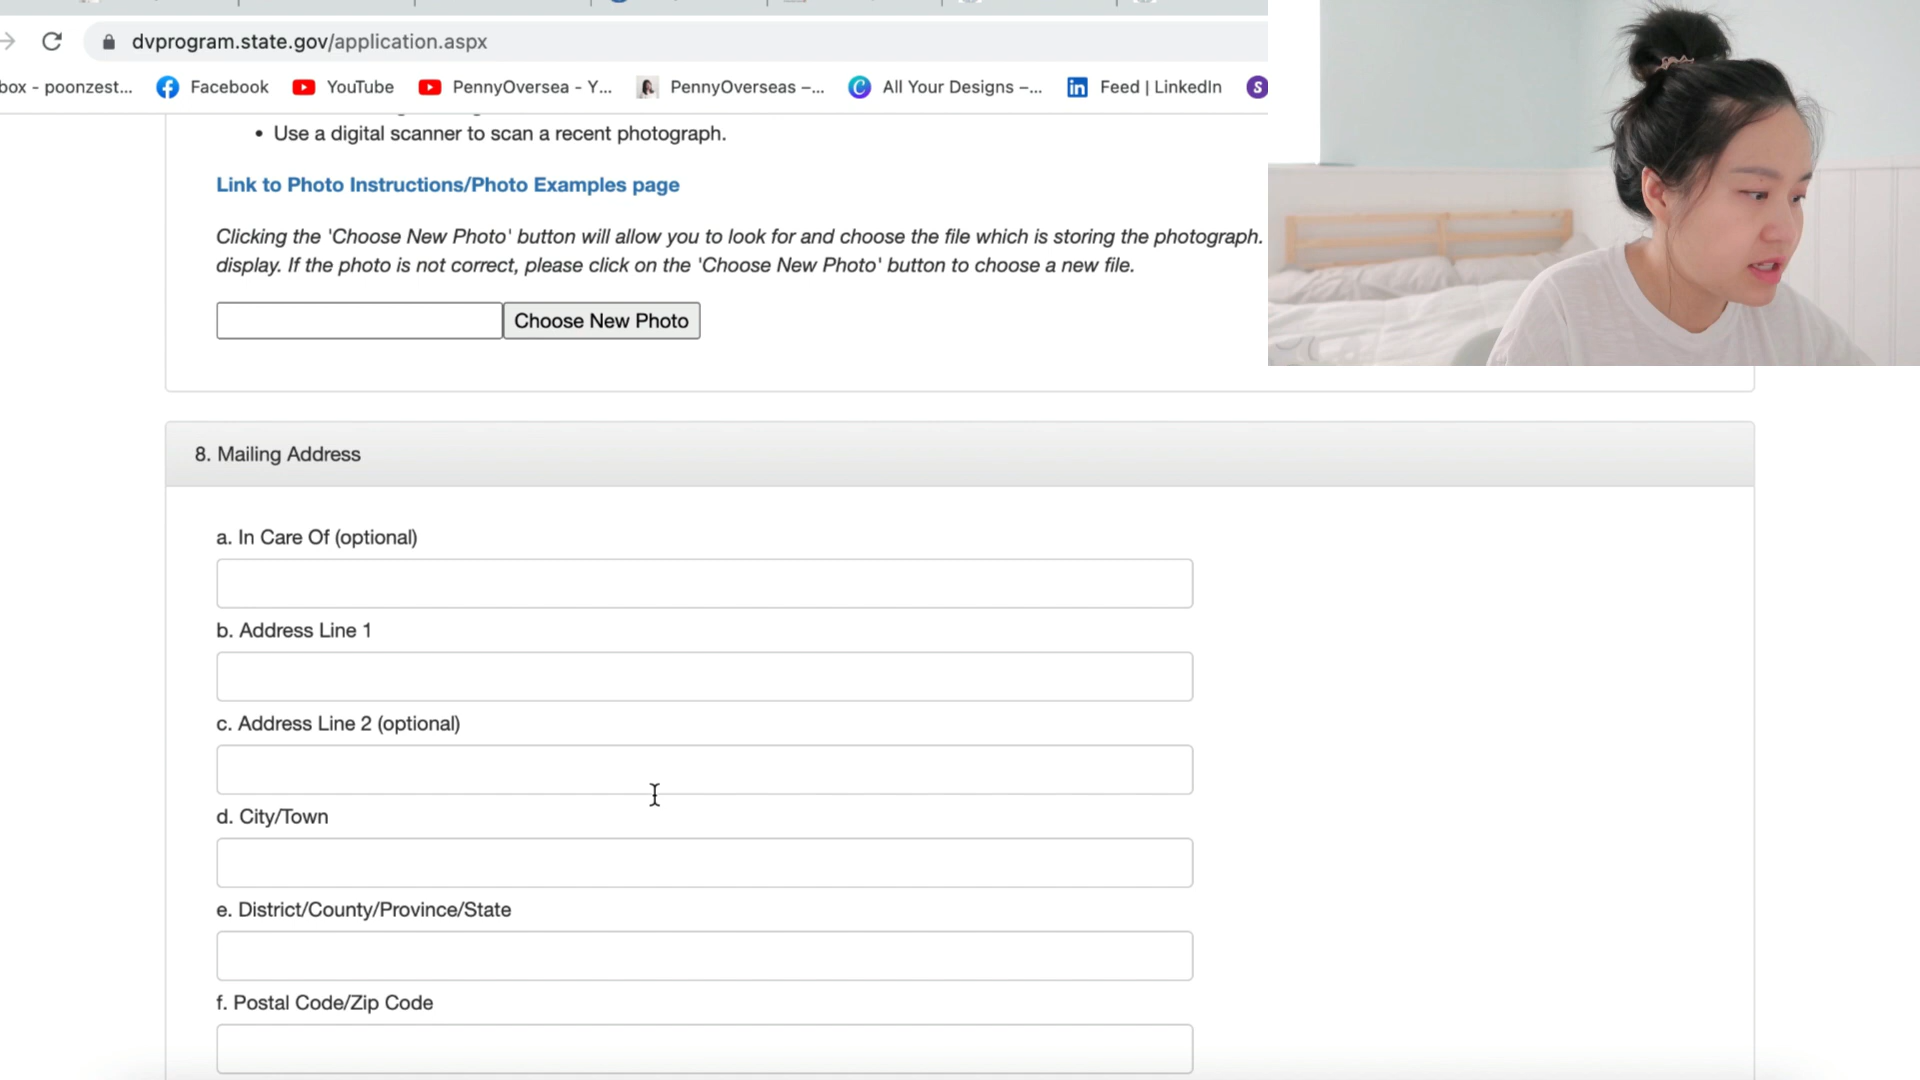 dvprogram.state.gov/application.aspx
box - poonzest... Facebook YouTube PennyOversea - Y... PennyOverseas –... All Your Designs –... Feed | LinkedIn S
• Use a digital scanner to scan a recent photograph.
Link to Photo Instructions/Photo Examples page
Clicking the 'Choose New Photo' button will allow you to look for and choose the file which is storing the photograph.
display. If the photo is not correct, please click on the 'Choose New Photo' button to choose a new file.
Choose New Photo
8. Mailing Address
a. In Care Of (optional)
b. Address Line 1
c. Address Line 2 (optional)
d. City/Town
e. District/County/Province/State
f. Postal Code/Zip Code